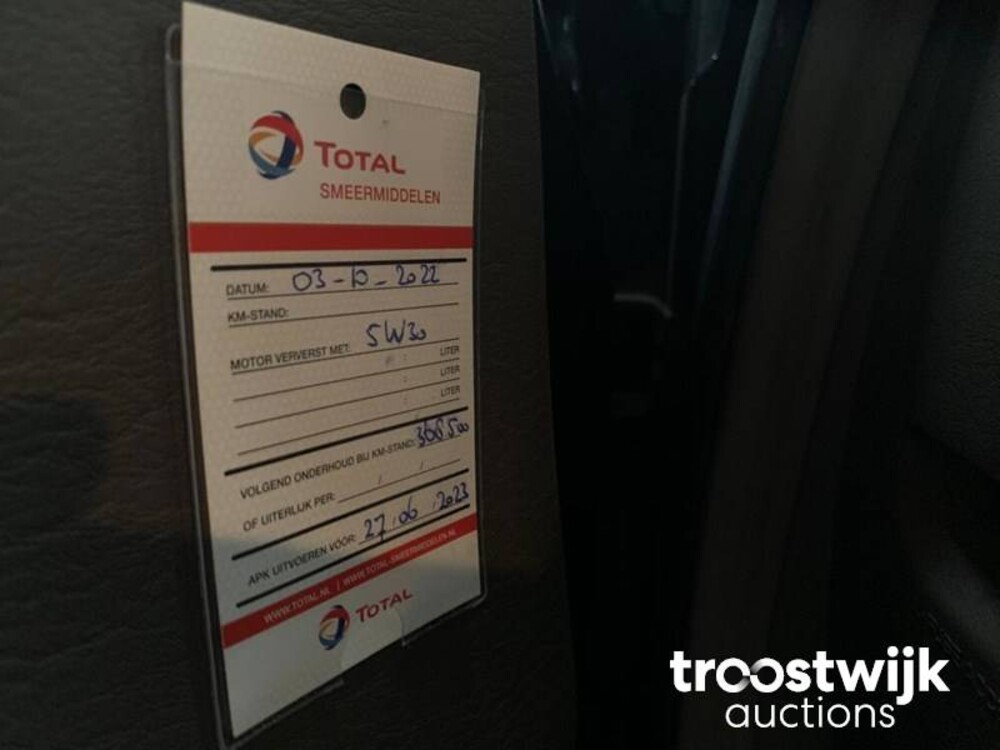 TOTAL
SMEERMIDDELEN
DATUM: 03-10-2022
KM-STAND:
MOTOR VERVERST MET: 5W30
LITER
LITER
LITER
VOLGEND ONDERHOUD BIJ KM-STAND: 368500
OF UITERLIJK PER: / /
APK UITVOEREN VÓÓR: 27/06/2023
WWW.TOTAL.NL | WWW.TOTAL-SMEERMIDDELEN.NL
TOTAL
troostwijk
auctions